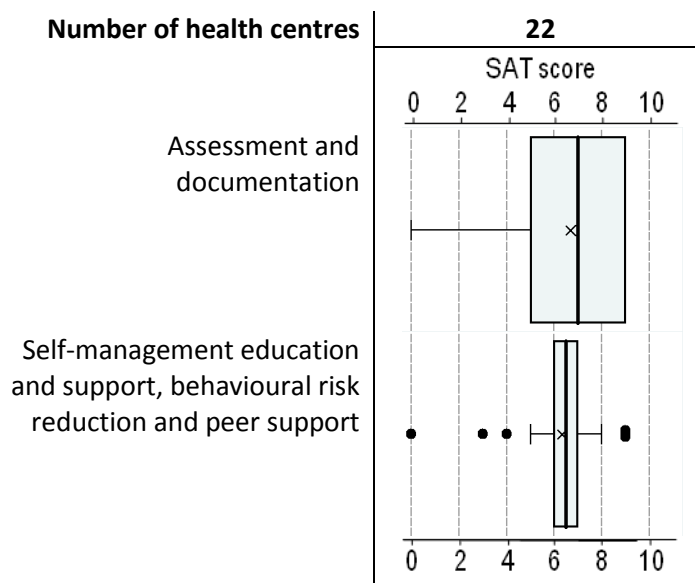 Number of health centres 22
SAT score
0 2 4 6 8 10
Assessment and
documentation
Self-management education
and support, behavioural risk
reduction and peer support
0 2 4 6 8 10